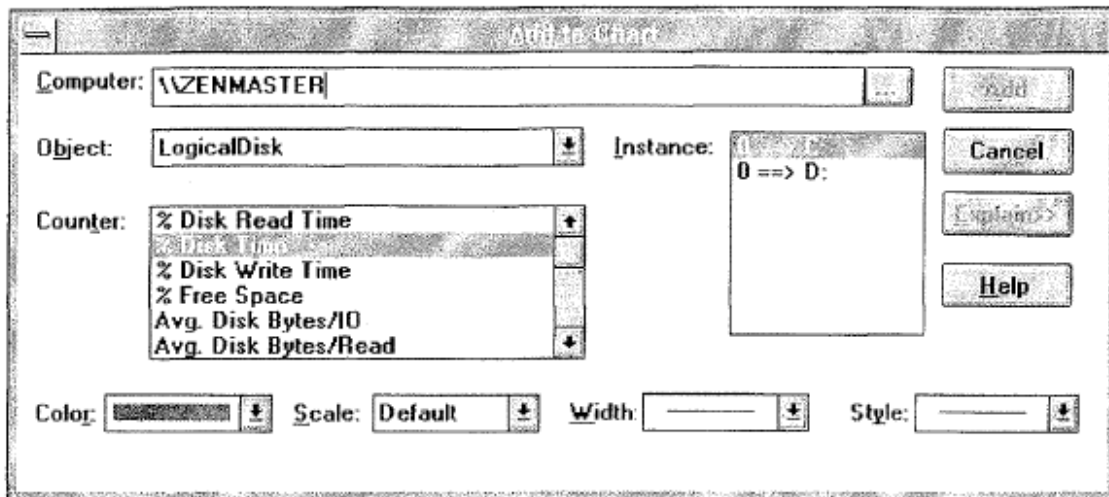 Add to Chart
Computer: \\ZENMASTER ...
Add
Object: LogicalDisk
Instance:
0 ==> D:
Cancel
Counter: % Disk Read Time
% Disk Time
% Disk Write Time
% Free Space
Avg. Disk Bytes/IO
Avg. Disk Bytes/Read
Explain>>
Help
Color: Scale: Default Width: Style: